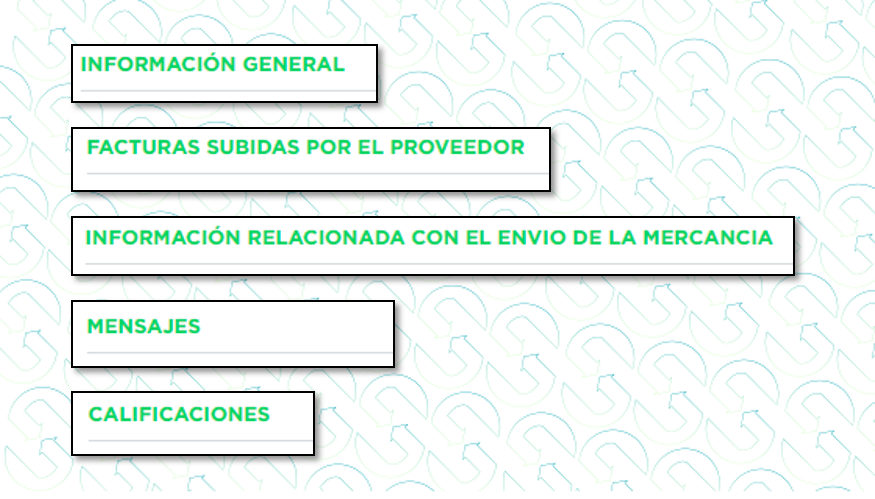 INFORMACIÓN GENERAL
FACTURAS SUBIDAS POR EL PROVEEDOR
INFORMACIÓN RELACIONADA CON EL ENVIO DE LA MERCANCIA
MENSAJES
CALIFICACIONES